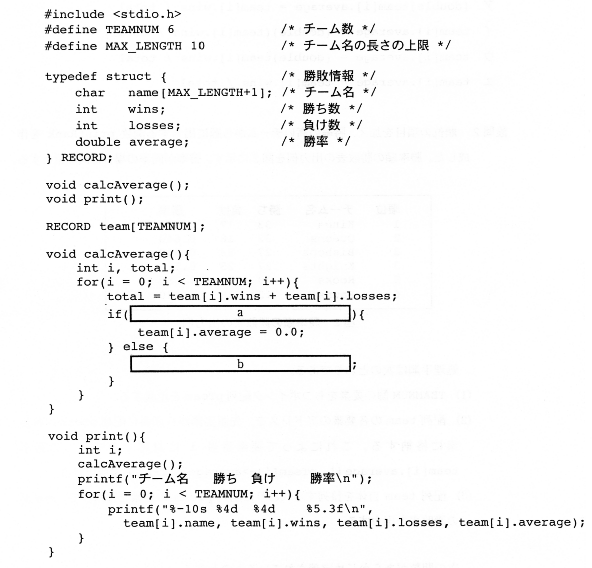 #include <stdio.h>
#define TEAMNUM 6 /* チーム数 */
#define MAX_LENGTH 10 /* チーム名の長さの上限 */
typedef struct { /* 勝敗情報 */
char name[MAX_LENGTH+1]; /* チーム名 */
int wins; /* 勝ち数 */
int losses; /* 負け数 */
double average; /* 勝率 */
} RECORD;
void calcAverage();
void print();
RECORD team[TEAMNUM];
void calcAverage(){
int i, total;
for(i = 0; i < TEAMNUM; i++){
total = team[i].wins + team[i].losses;
if( a ){
team[i].average = 0.0;
} else {
b ;
}
}
}
void print(){
int i;
calcAverage();
printf("チーム名 勝ち 負け 勝率\n");
for(i = 0; i < TEAMNUM; i++){
printf("%-10s %4d %4d %5.3f\n",
team[i].name, team[i].wins, team[i].losses, team[i].average);
}
}